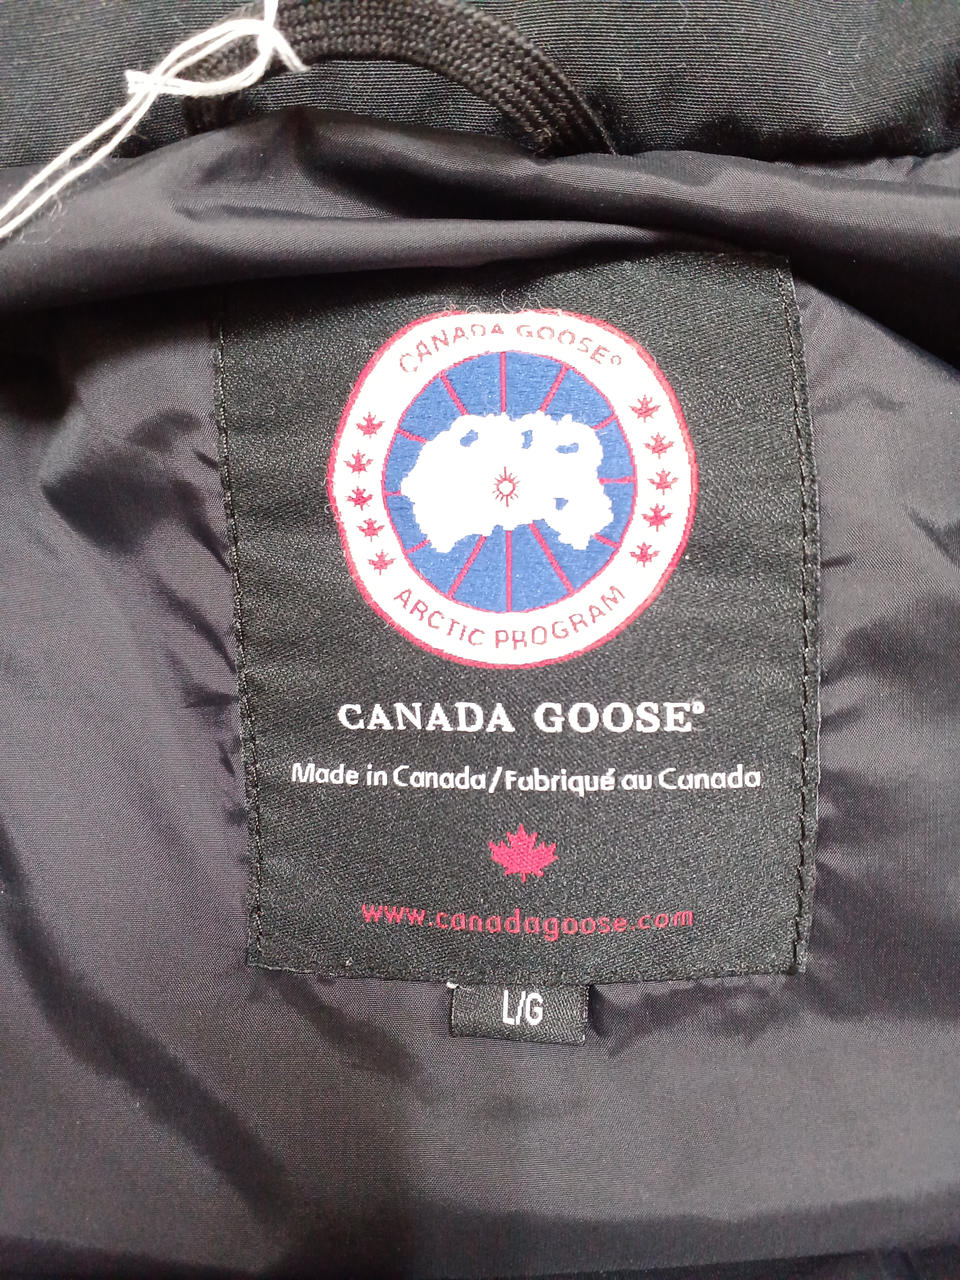 CANADA GOOSE®
ARCTIC PROGRAM
CANADA GOOSE®
Made in Canada/Fabriqué au Canada
www.canadagoose.com
L/G